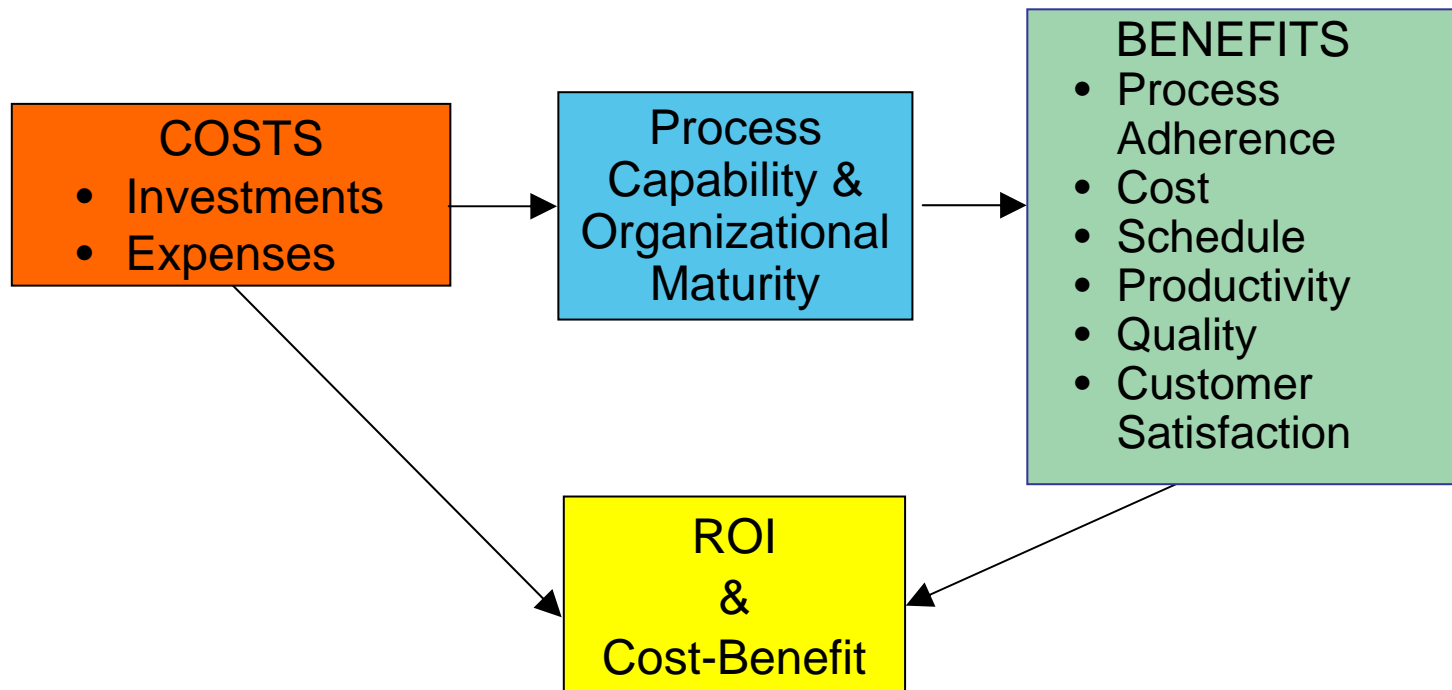 COSTS
• Investments
• Expenses
Process
Capability &
Organizational
Maturity
BENEFITS
• Process
Adherence
• Cost
• Schedule
• Productivity
• Quality
• Customer
Satisfaction
ROI
&
Cost-Benefit